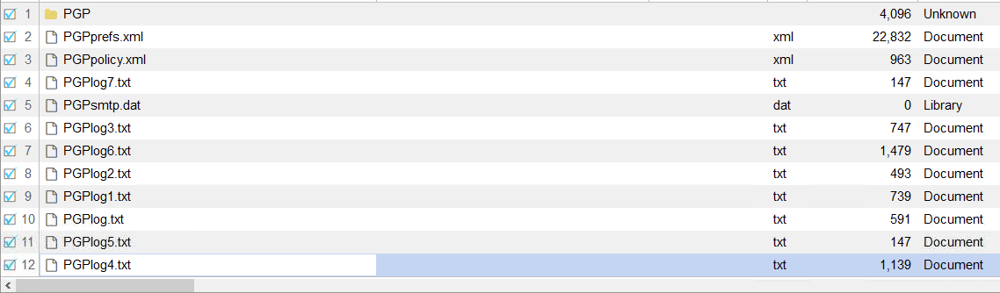 1 PGP 4,096 Unknown
2 PGPprefs.xml xml 22,832 Document
3 PGPpolicy.xml xml 963 Document
4 PGPlog7.txt txt 147 Document
5 PGPsmtp.dat dat 0 Library
6 PGPlog3.txt txt 747 Document
7 PGPlog6.txt txt 1,479 Document
8 PGPlog2.txt txt 493 Document
9 PGPlog1.txt txt 739 Document
10 PGPlog.txt txt 591 Document
11 PGPlog5.txt txt 147 Document
12 PGPlog4.txt txt 1,139 Document